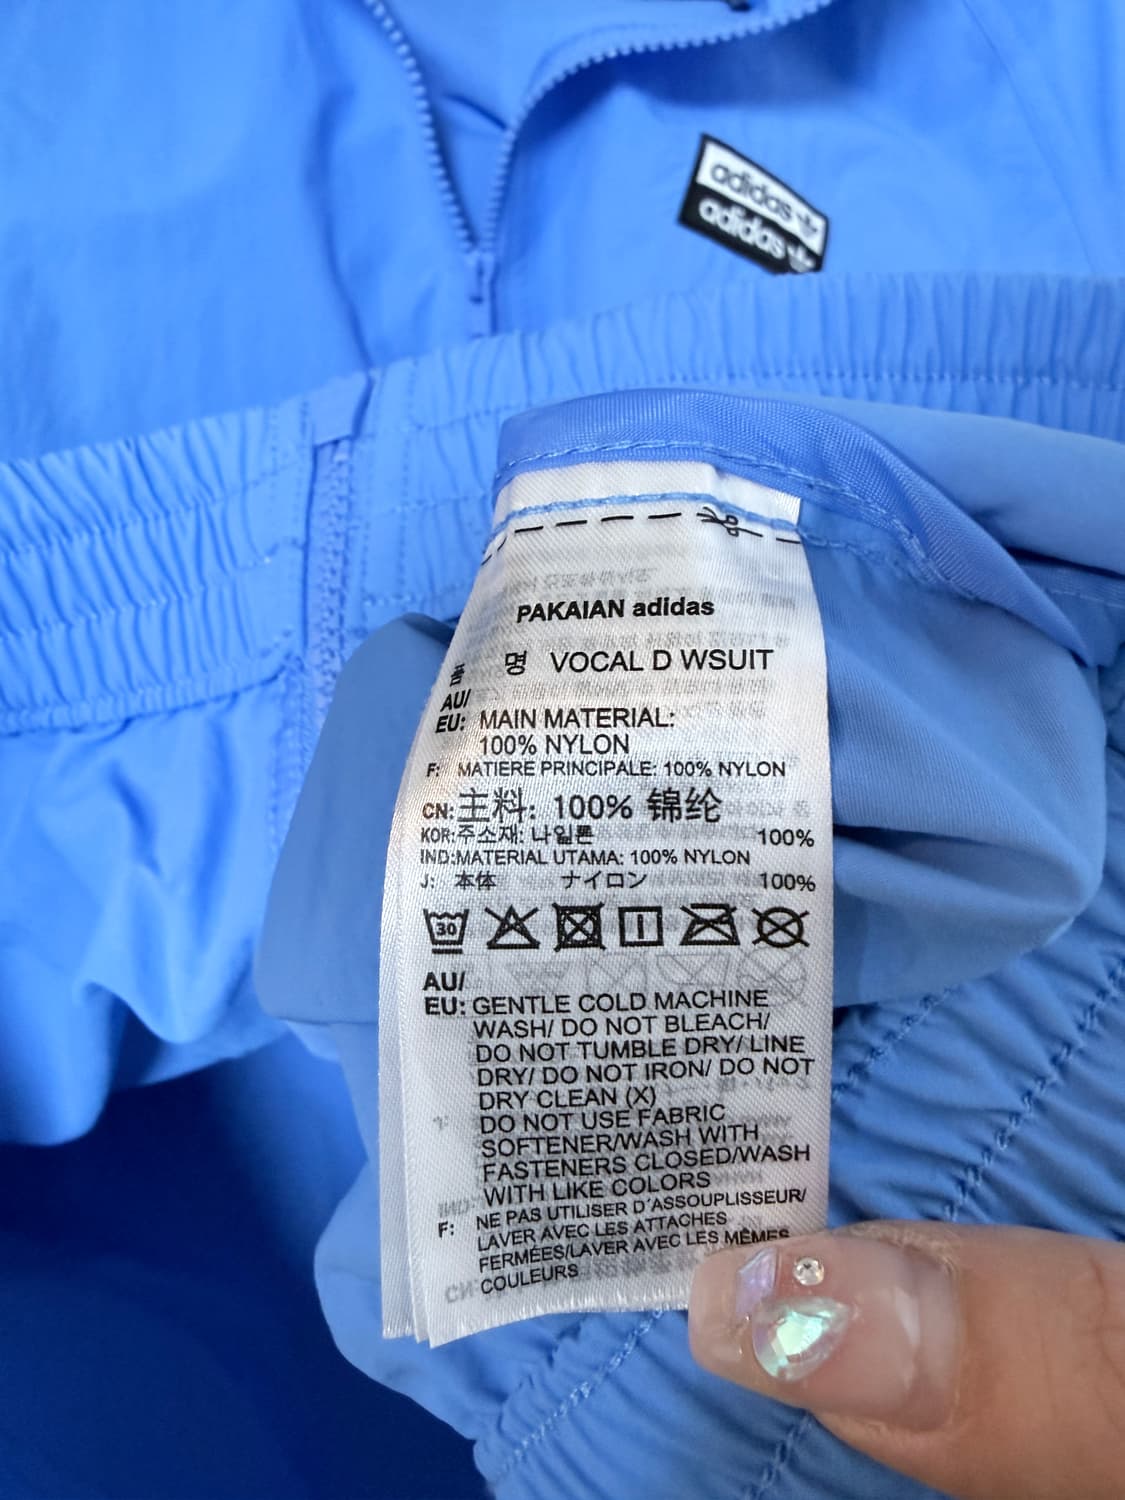 adidas
adidas
PAKAIAN adidas
품 명 VOCAL D WSUIT
AU/
EU: MAIN MATERIAL:
100% NYLON
F: MATIERE PRINCIPALE: 100% NYLON
CN: 主料: 100% 锦纶
KOR:주소재: 나일론 100%
IND:MATERIAL UTAMA: 100% NYLON
J: 本体 ナイロン 100%
30
AU/
EU: GENTLE COLD MACHINE
WASH/ DO NOT BLEACH/
DO NOT TUMBLE DRY/ LINE
DRY/ DO NOT IRON/ DO NOT
DRY CLEAN (X)
DO NOT USE FABRIC
SOFTENER/WASH WITH
FASTENERS CLOSED/WASH
WITH LIKE COLORS
F: NE PAS UTILISER D'ASSOUPLISSEUR/
LAVER AVEC LES ATTACHES
FERMÉES/LAVER AVEC LES MÊMES
COULEURS